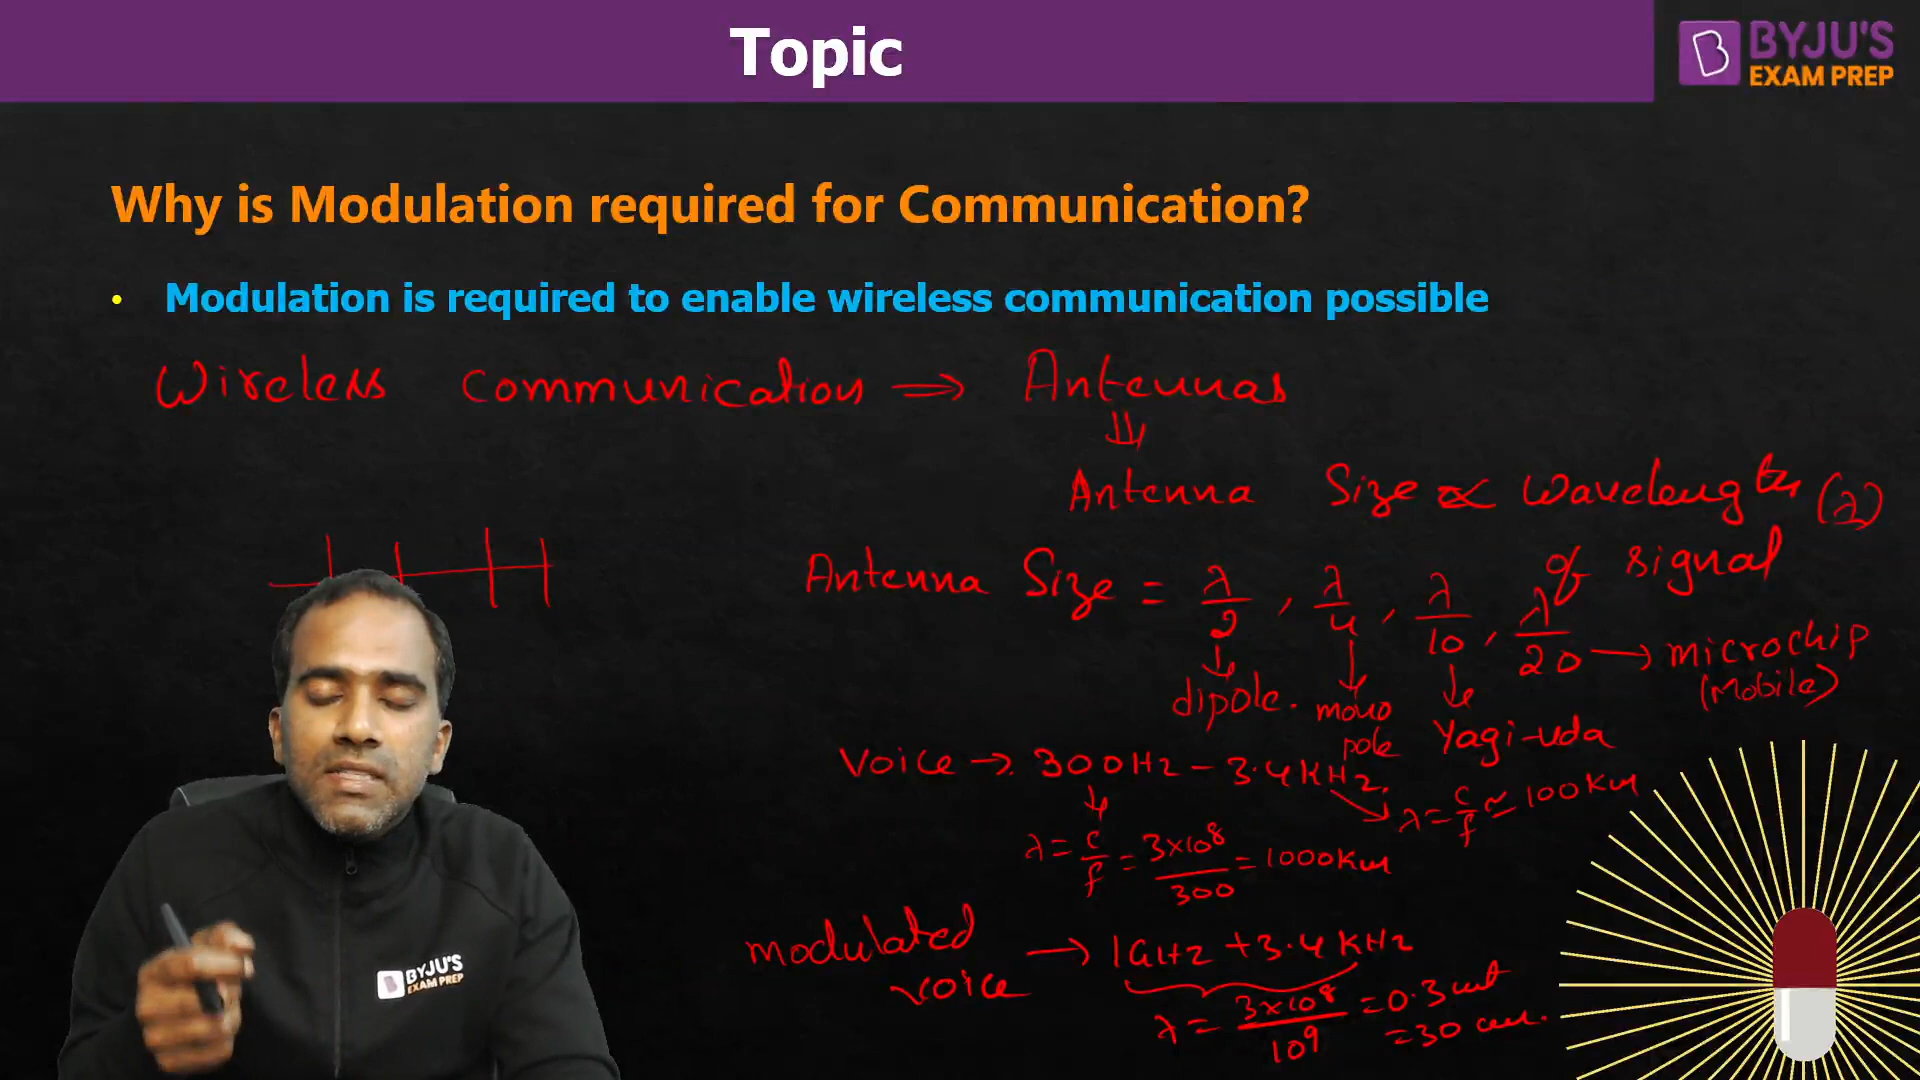 Topic
BYJU'S
EXAM PREP
Why is Modulation required for Communication?
• Modulation is required to enable wireless communication possible
Wireless Communication ⇒ Antennas
⇓
Antenna Size ∝ Wavelength (λ)
of signal
Antenna Size = λ/2 , λ/4 , λ/10 , λ/20 → microchip
(Mobile)
↓ dipole. ↓ mono pole ↓ Yagi-uda
Voice → 300Hz – 3.4KHz.
λ = c/f ≃ 100Km
λ = c/f = 3×10⁸/300 = 1000Km
modulated voice → 1GHz + 3.4KHz
λ = 3×10⁸/10⁹ = 0.3 mt
= 30 cm.
BYJU'S
EXAM PREP